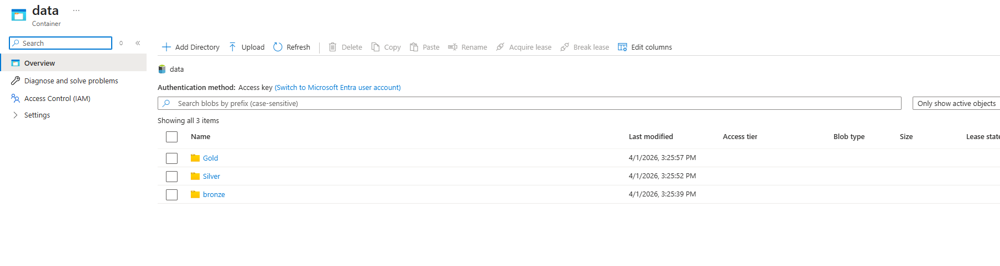 data ...
Container
Search
Overview
Diagnose and solve problems
Access Control (IAM)
Settings
Add Directory Upload Refresh Delete Copy Paste Rename Acquire lease Break lease Edit columns
data
Authentication method: Access key (Switch to Microsoft Entra user account)
Search blobs by prefix (case-sensitive)
Only show active objects
Showing all 3 items
Name Last modified Access tier Blob type Size Lease state
Gold 4/1/2026, 3:25:57 PM
Silver 4/1/2026, 3:25:52 PM
bronze 4/1/2026, 3:25:39 PM